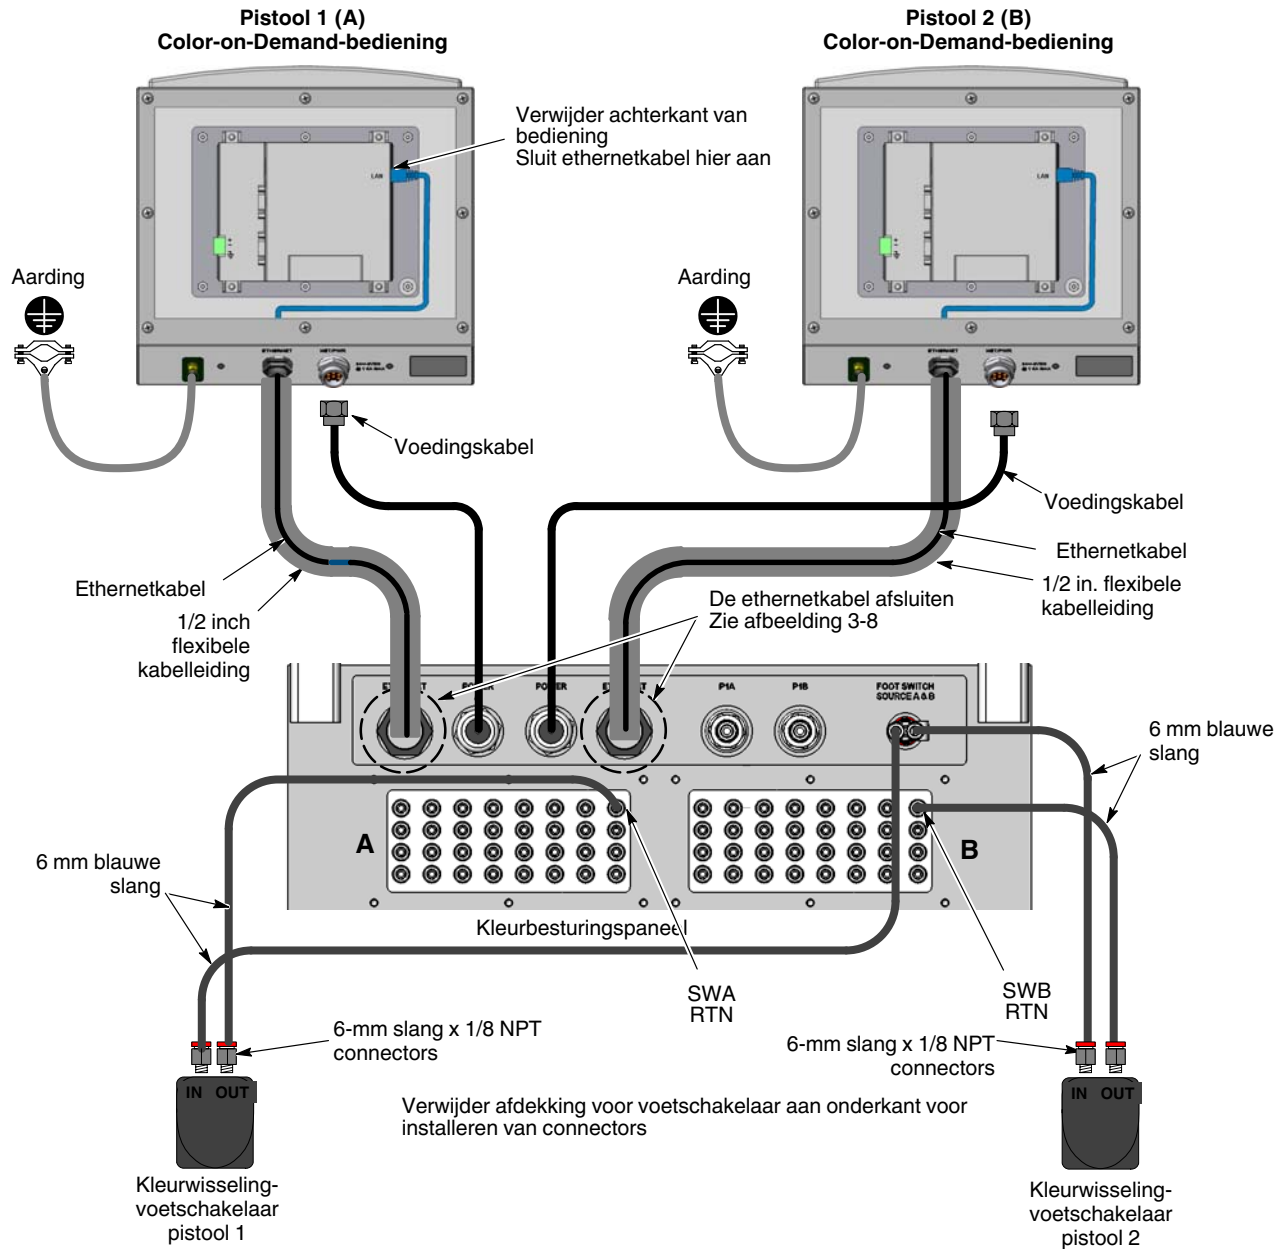 Pistool 1 (A)
Color-on-Demand-bediening
Pistool 2 (B)
Color-on-Demand-bediening
Verwijder achterkant van
bediening
Sluit ethernetkabel hier aan
LAN
LAN
Aarding
Aarding
ETHERNET
NET/PWR
ETHERNET
NET/PWR
Voedingskabel
Voedingskabel
Ethernetkabel
1/2 inch
flexibele
kabelleiding
Ethernetkabel
1/2 in. flexibele
kabelleiding
De ethernetkabel afsluiten
Zie afbeelding 3-8
P1A
P1B
FOOT SWITCH
SOURCE A & B
6 mm blauwe
slang
A
B
6 mm blauwe
slang
Kleurbesturingspaneel
SWA
RTN
SWB
RTN
6-mm slang x 1/8 NPT
connectors
6-mm slang x 1/8 NPT
connectors
IN OUT
IN OUT
Verwijder afdekking voor voetschakelaar aan onderkant voor
installeren van connectors
Kleurwisseling-
voetschakelaar
pistool 1
Kleurwisseling-
voetschakelaar
pistool 2